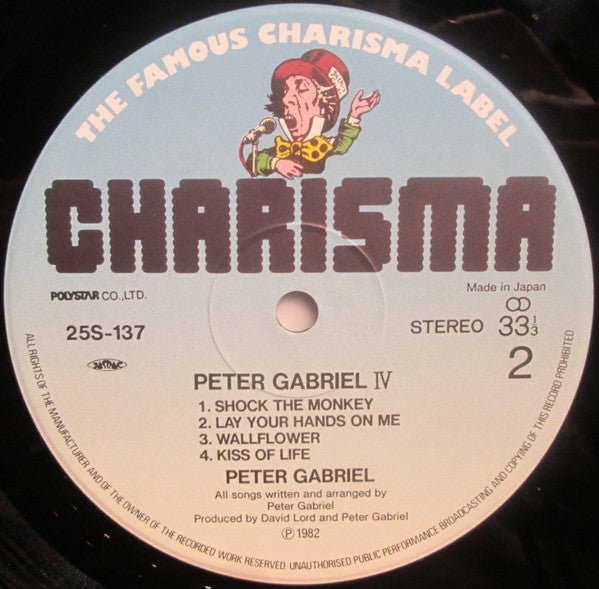 THE FAMOUS CHARISMA LABEL
CHARISMA
POLYSTAR CO.,LTD.
Made in Japan
25S-137
STEREO 33 1/3
JASRAC
2
PETER GABRIEL IV
1. SHOCK THE MONKEY
2. LAY YOUR HANDS ON ME
3. WALLFLOWER
4. KISS OF LIFE
PETER GABRIEL
All songs written and arranged by
Peter Gabriel
Produced by David Lord and Peter Gabriel
Ⓟ1982
ALL RIGHTS OF THE MANUFACTURER AND OF THE OWNER OF THE RECORDED WORK RESERVED UNAUTHORISED PUBLIC PERFORMANCE BROADCASTING AND COPYING OF THIS RECORD PROHIBITED